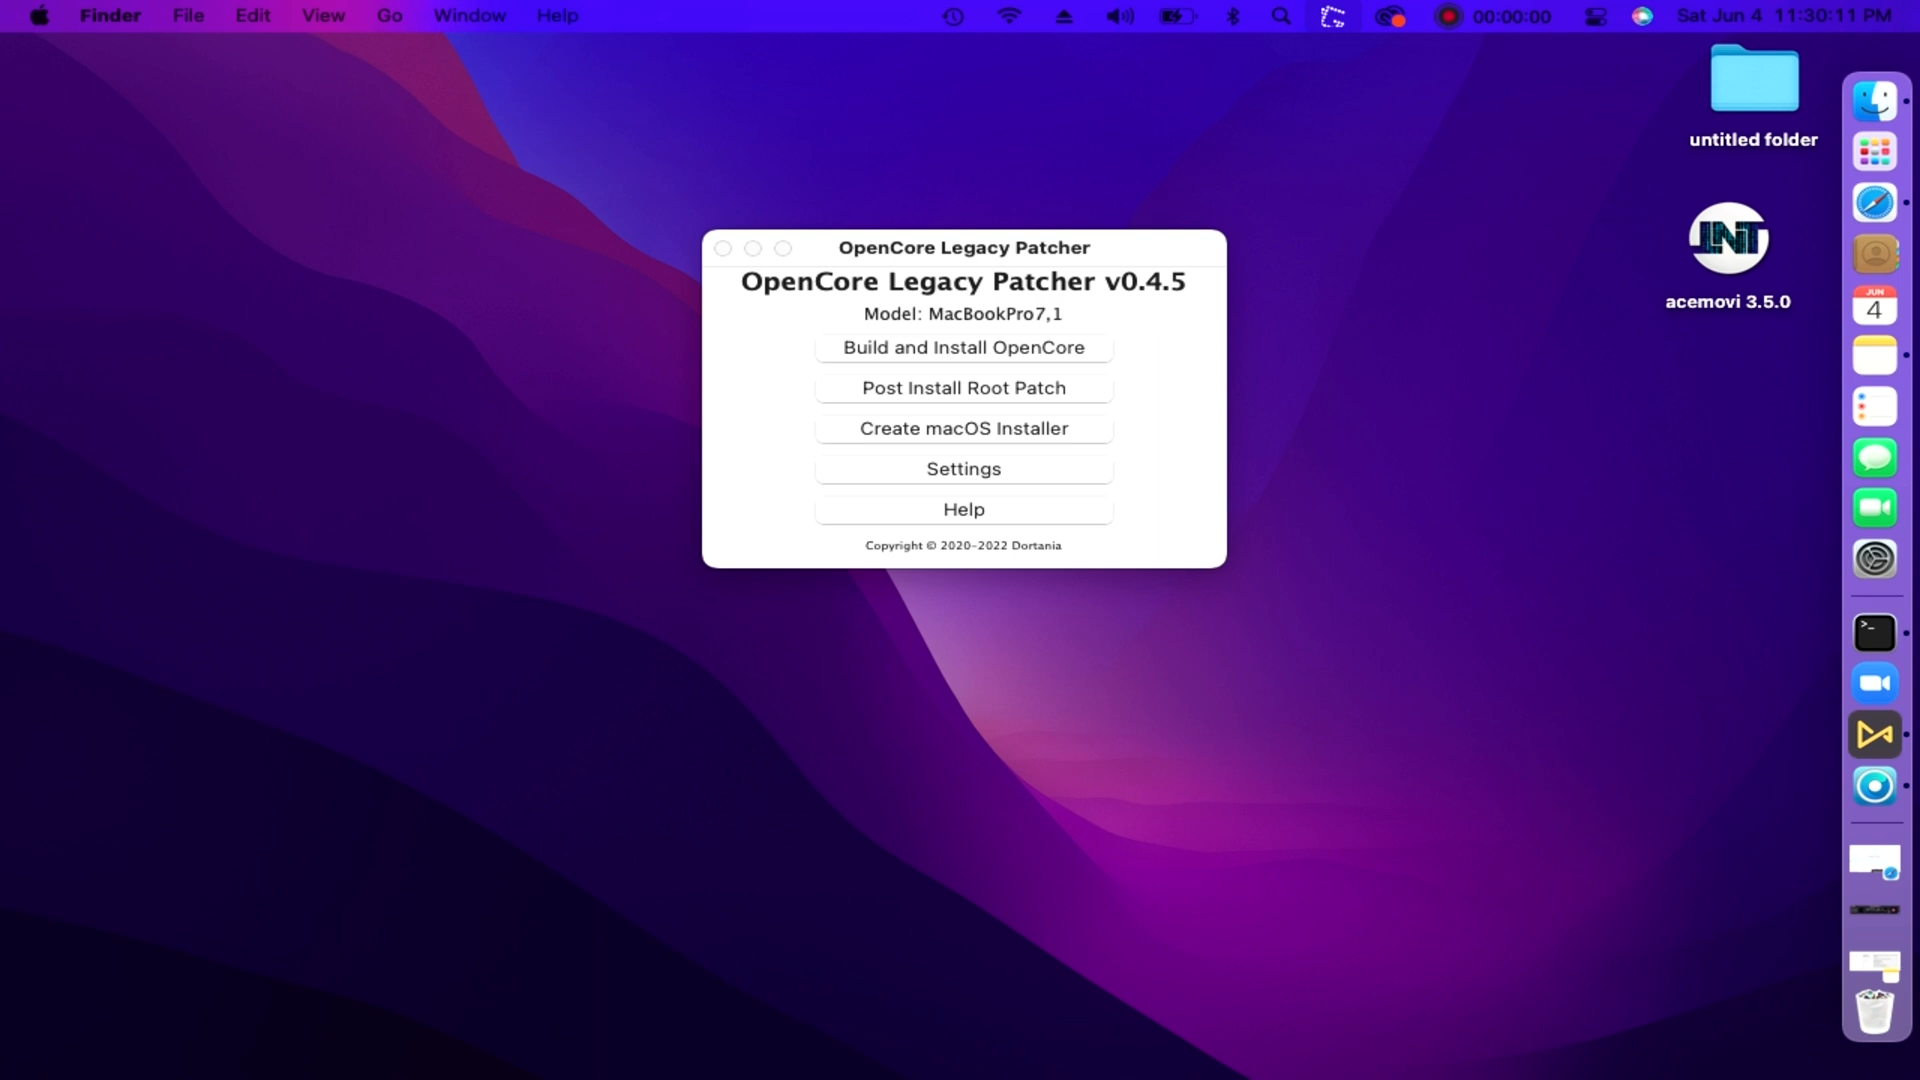 Finder File Edit View Go Window Help 00:00:00 Sat Jun 4 11:30:11 PM
untitled folder
JNT
acemovi 3.5.0
OpenCore Legacy Patcher
OpenCore Legacy Patcher v0.4.5
Model: MacBookPro7,1
Build and Install OpenCore
Post Install Root Patch
Create macOS Installer
Settings
Help
Copyright © 2020-2022 Dortania
JUN
4
>_